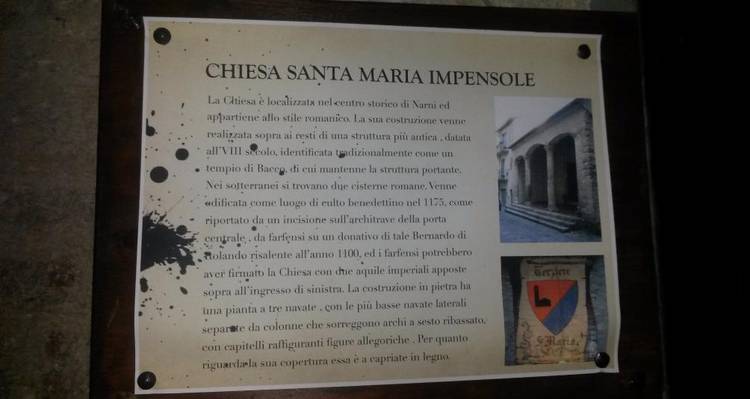 CHIESA SANTA MARIA IMPENSOLE
La Chiesa è localizzata nel centro storico di Narni ed
appartiene allo stile romanico. La sua costruzione venne
realizzata sopra ai resti di una struttura più antica , datata
all'VIII secolo, identificata tradizionalmente come un
tempio di Bacco, di cui mantenne la struttura portante.
Nei sotterranei si trovano due cisterne romane. Venne
edificata come luogo di culto benedettino nel 1175, come
riportato da un incisione sull'architrave della porta
centrale , da farfensi su un donativo di tale Bernardo di
Rolando risalente all'anno 1100, ed i farfensi potrebbero
aver firmato la Chiesa con due aquile imperiali apposte
sopra all'ingresso di sinistra. La costruzione in pietra ha
una pianta a tre navate , con le più basse navate laterali
separate da colonne che sorreggono archi a sesto ribassato,
con capitelli raffiguranti figure allegoriche . Per quanto
riguarda la sua copertura essa è a capriate in legno.
Terziere
S. Maria